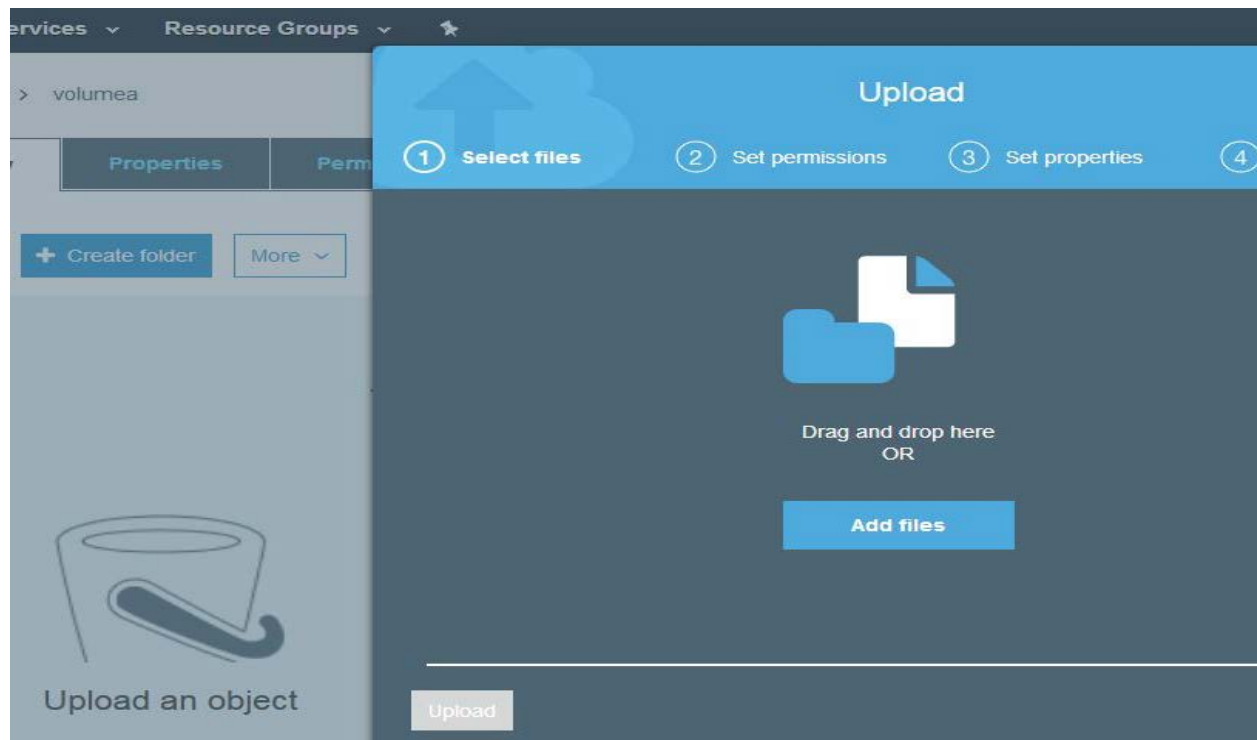 ervices Resource Groups
> volumea
Upload
Properties
Perm
1 Select files
2 Set permissions
3 Set properties
4
+ Create folder
More
Drag and drop here
OR
Add files
Upload an object
Upload